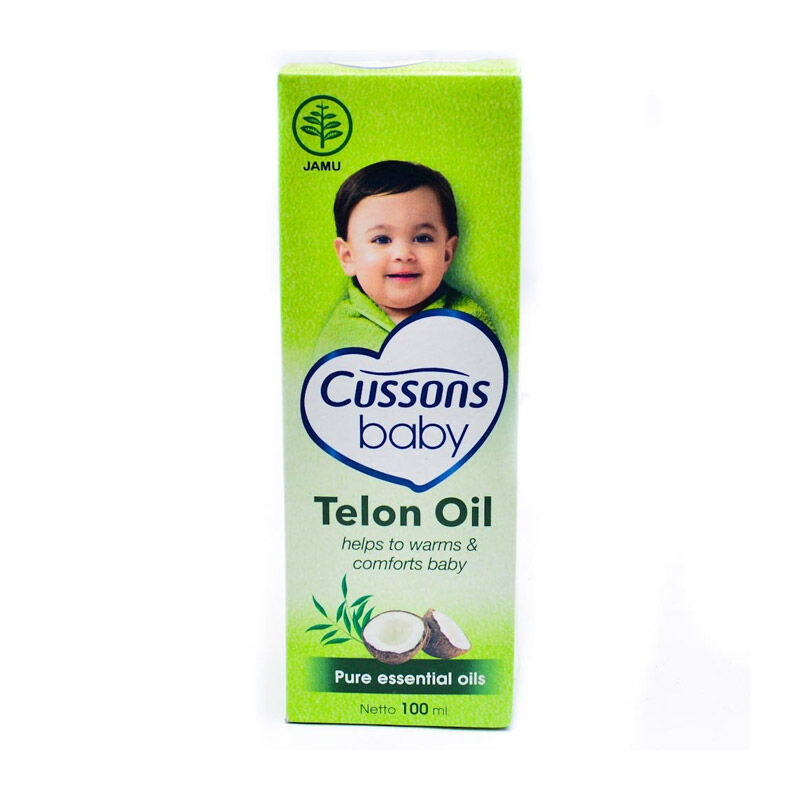 JAMU
Cussons
baby
Telon Oil
helps to warms &
comforts baby
Pure essential oils
Netto 100 ml